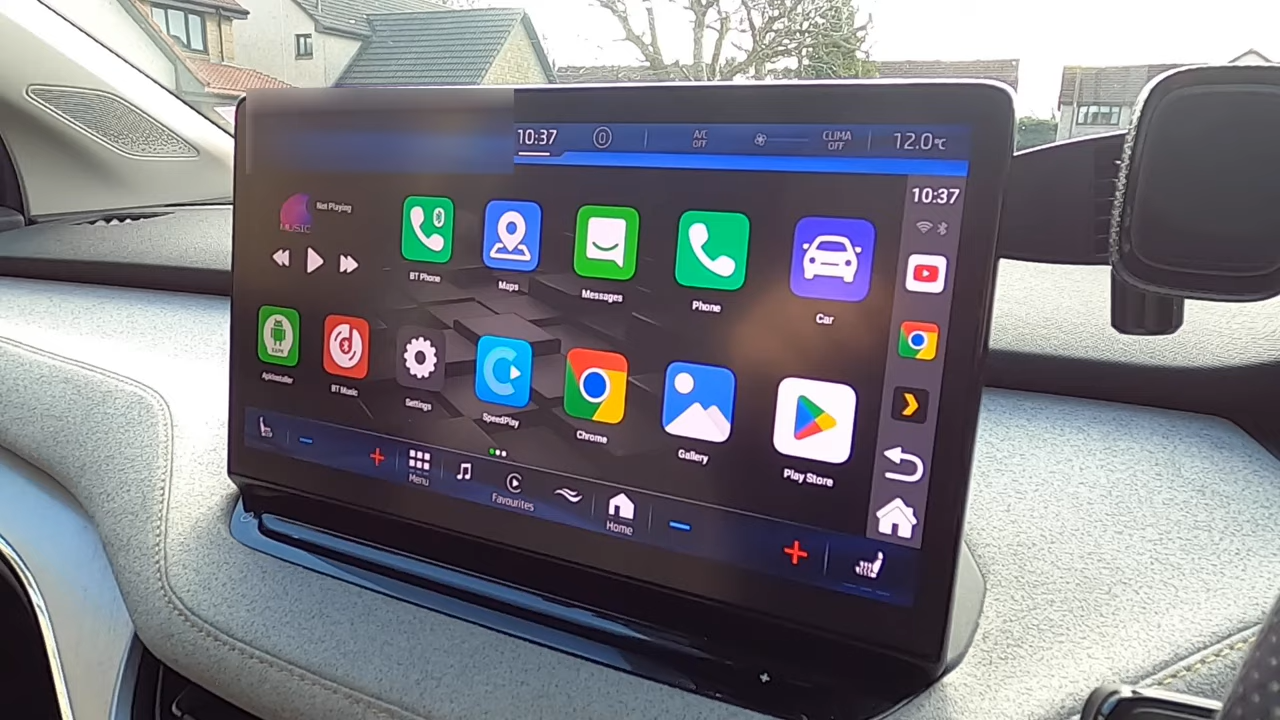 10:37
A/C
OFF
CLIMA
OFF
12.0°C
Not Playing
MUSIC
10:37
BT Phone
Maps
Messages
Phone
Car
ApkInstaller
BT Music
Settings
SpeedPlay
Chrome
Gallery
Play Store
Menu
Favourites
Home